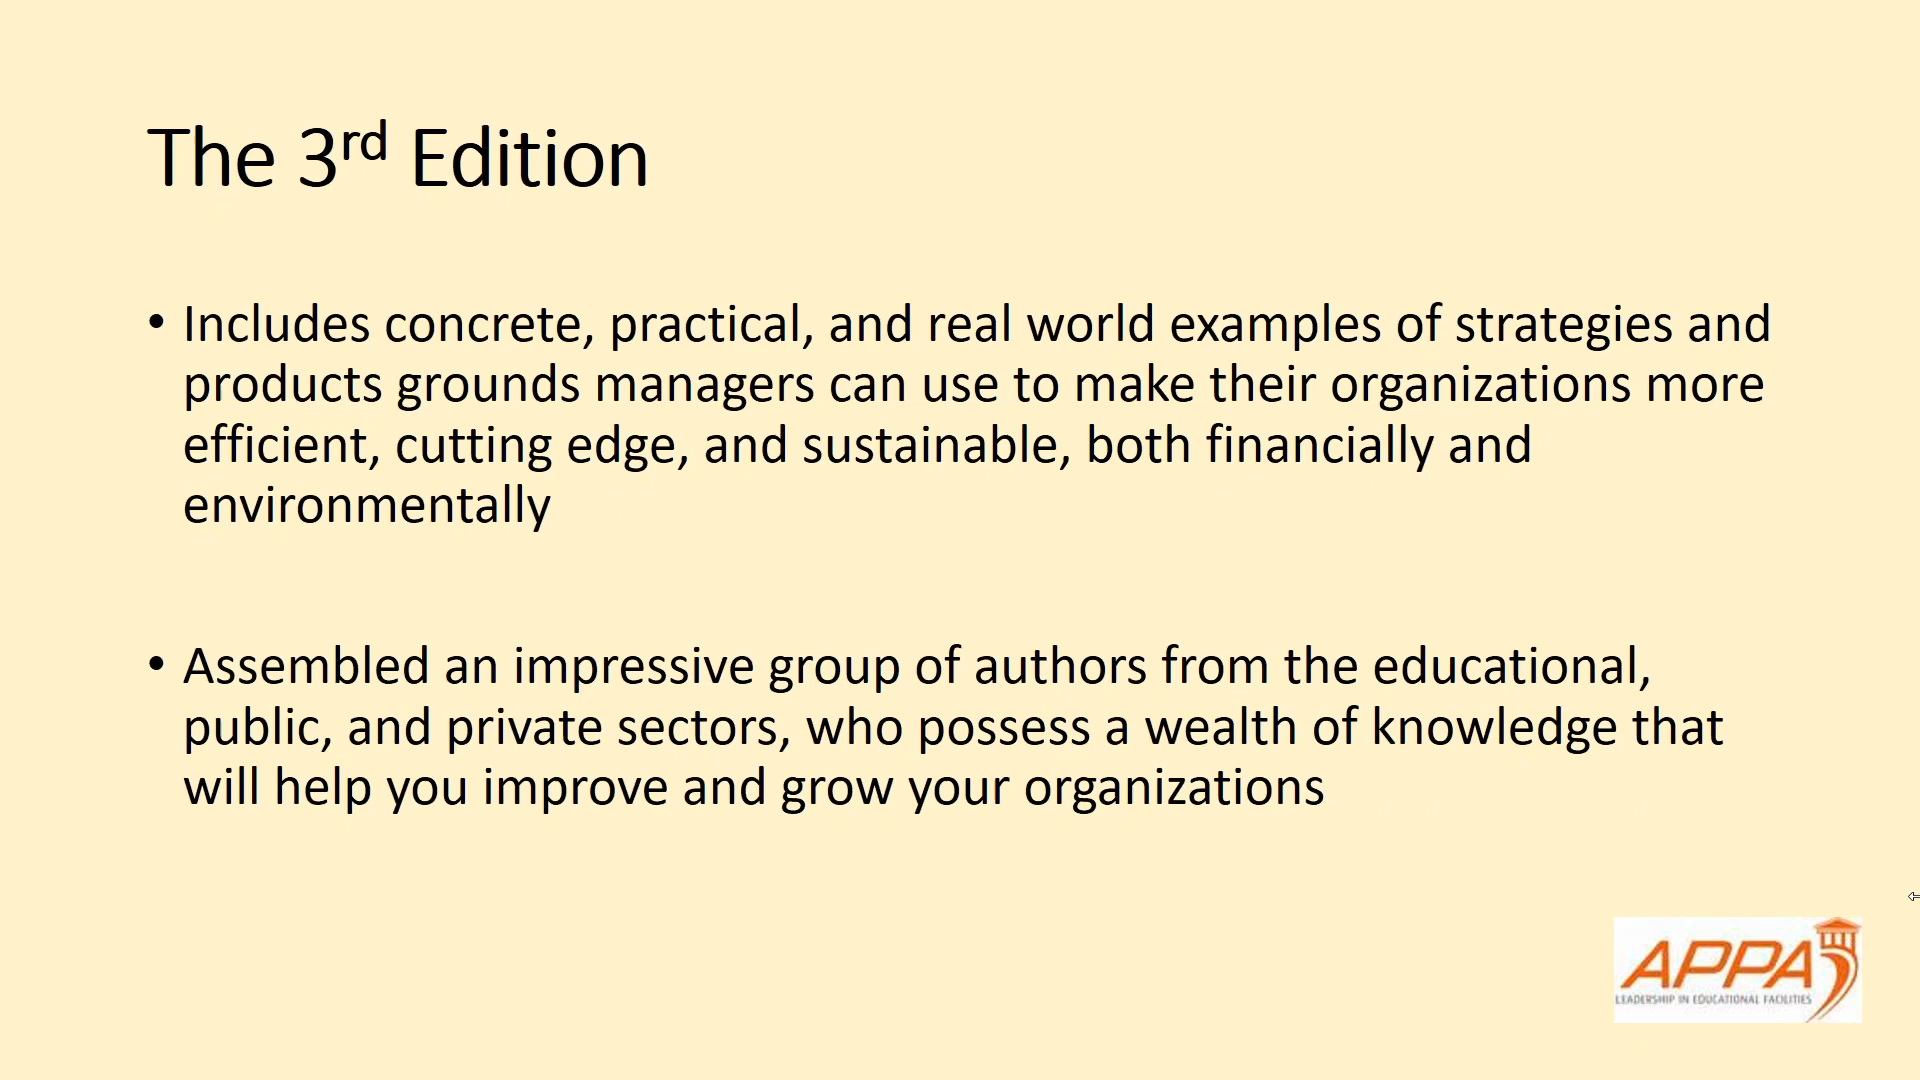 The 3rd Edition
• Includes concrete, practical, and real world examples of strategies and
products grounds managers can use to make their organizations more
efficient, cutting edge, and sustainable, both financially and
environmentally
• Assembled an impressive group of authors from the educational,
public, and private sectors, who possess a wealth of knowledge that
will help you improve and grow your organizations
APPA
LEADERSHIP IN EDUCATIONAL FACILITIES